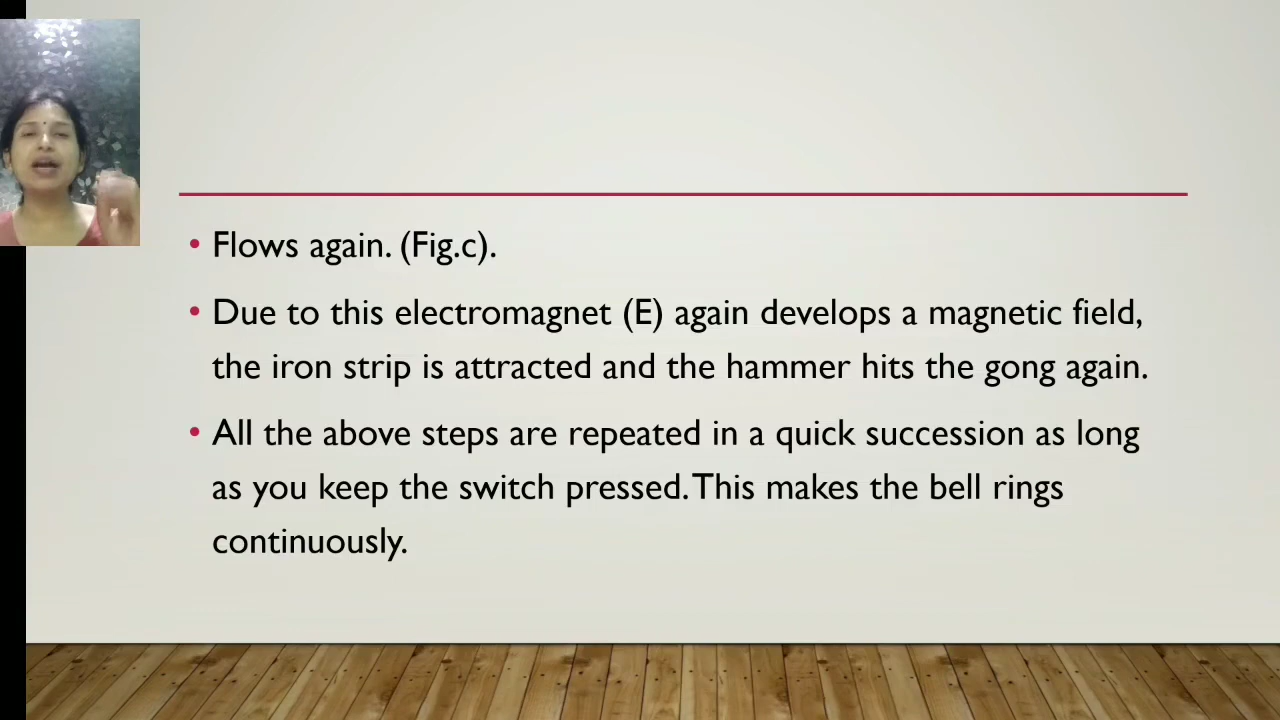 • Flows again. (Fig.c).
• Due to this electromagnet (E) again develops a magnetic field,
the iron strip is attracted and the hammer hits the gong again.
• All the above steps are repeated in a quick succession as long
as you keep the switch pressed. This makes the bell rings
continuously.